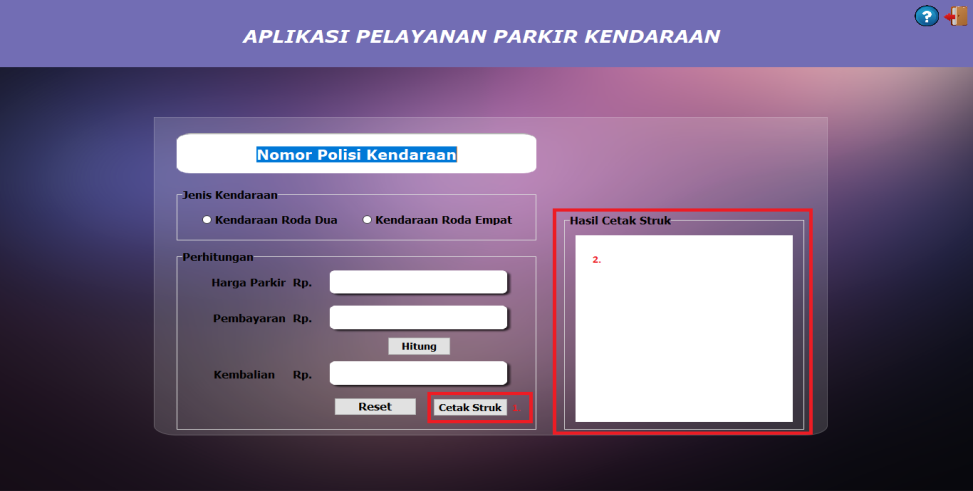 ?
APLIKASI PELAYANAN PARKIR KENDARAAN
Nomor Polisi Kendaraan
Jenis Kendaraan
Kendaraan Roda Dua
Kendaraan Roda Empat
Perhitungan
Harga Parkir Rp.
Pembayaran Rp.
Hitung
Kembalian Rp.
Reset
Cetak Struk
1.
Hasil Cetak Struk
2.